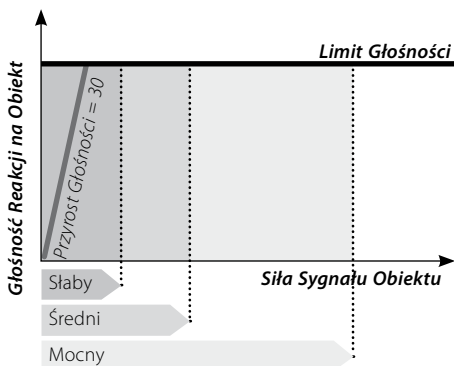 Głośność Reakcji na Obiekt
Limit Głośności
Przyrost Głośności = 30
Siła Sygnału Obiektu
Słaby
Średni
Mocny